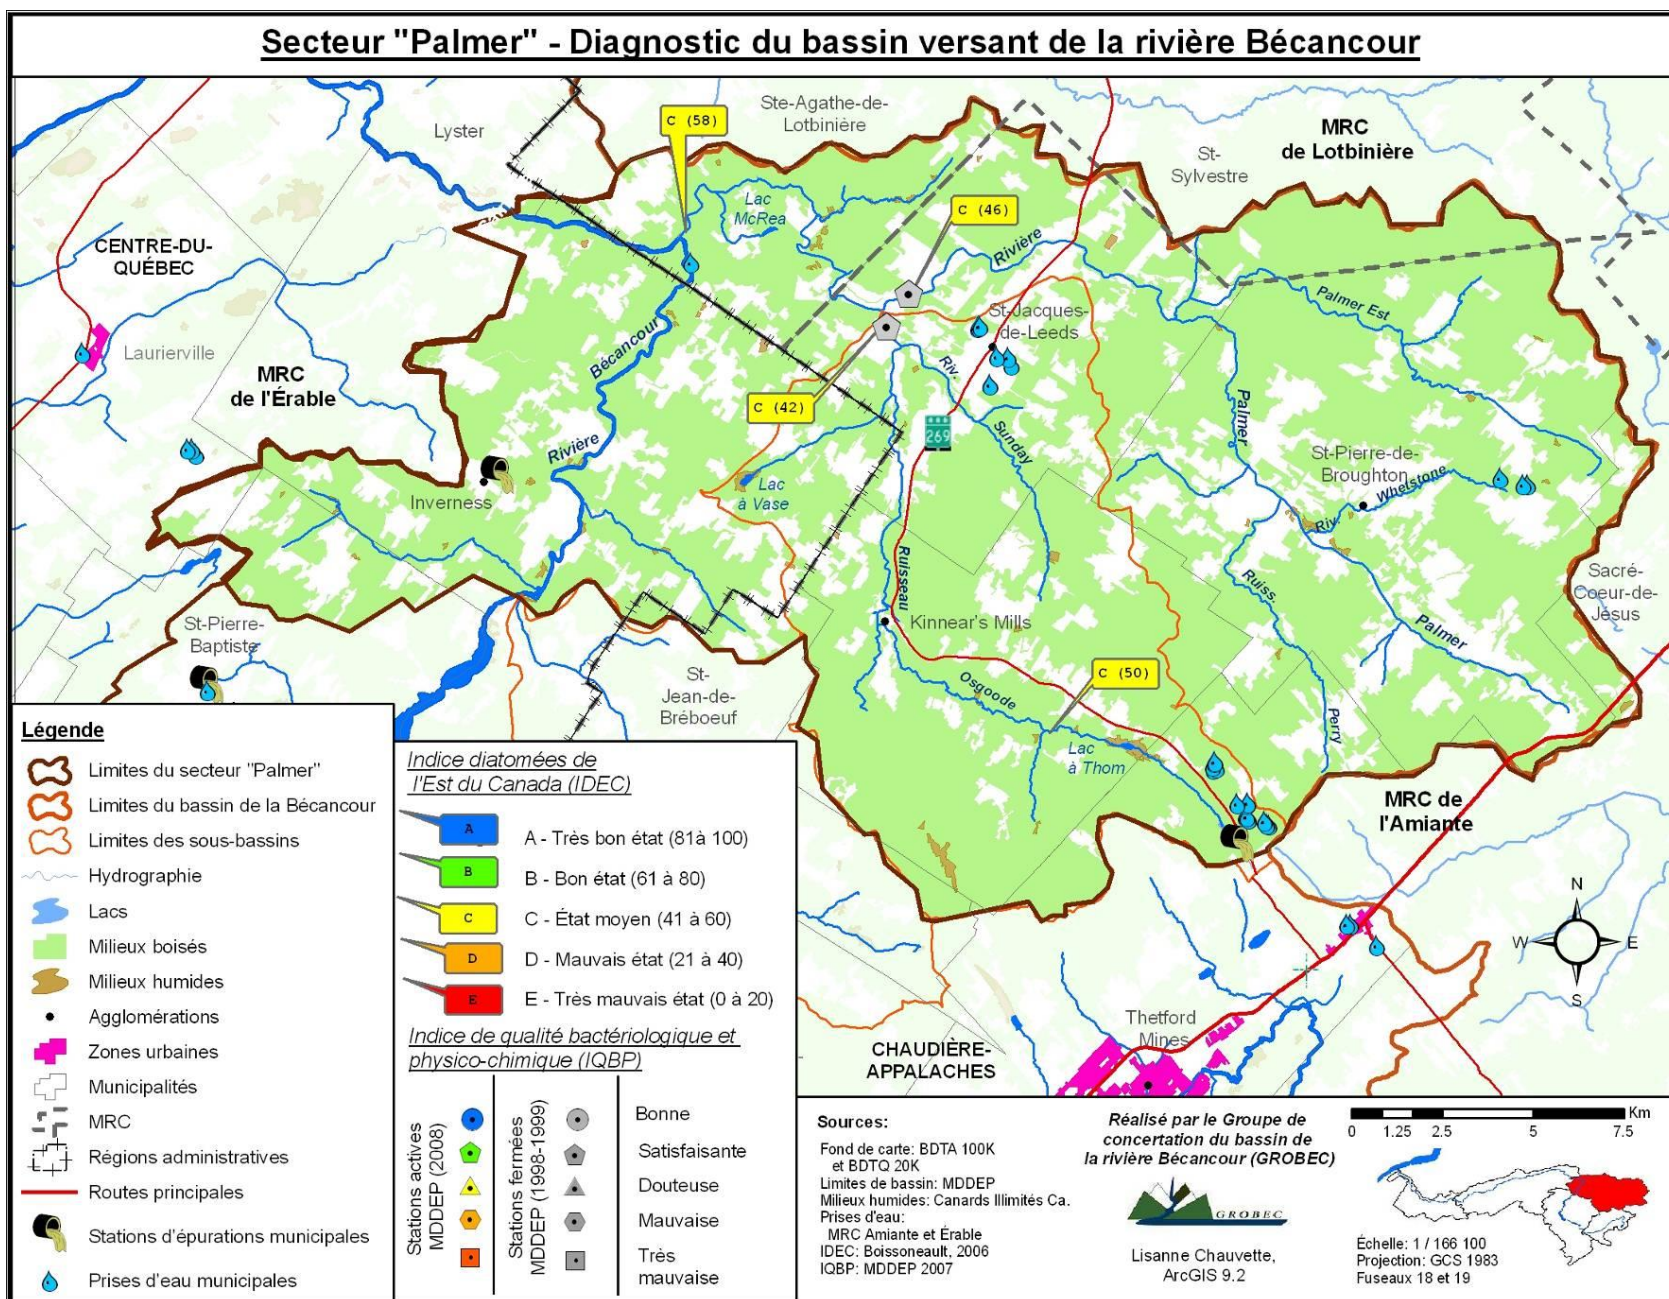 Secteur "Palmer" - Diagnostic du bassin versant de la rivière Bécancour
Lyster
C (58)
Ste-Agathe-de-
Lotbinière
MRC
de Lotbinière
St-
Sylvestre
Lac
McRea
C (46)
Rivière
CENTRE-DU-
QUÉBEC
Palmer Est
St-Jacques-
de-Leeds
Laurierville
Bécancour
MRC
de l'Érable
Riv.
C (42)
Palmer
269
Sunday
Rivière
St-Pierre-de-
Broughton
Whelstone
Riv.
Inverness
Lac
à Vase
Ruisseau
Ruiss.
Sacré-
Coeur-de-
Jésus
St-Pierre-
Baptiste
Kinnear's Mills
Palmer
St-
Jean-de-
Bréboeuf
Osgoode
C (50)
Perry
Lac
à Thom
MRC de
l'Amiante
N
W
E
S
Thetford
Mines
CHAUDIÈRE-
APPALACHES
Légende
Limites du secteur "Palmer"
Limites du bassin de la Bécancour
Limites des sous-bassins
Hydrographie
Lacs
Milieux boisés
Milieux humides
Agglomérations
Zones urbaines
Municipalités
MRC
Régions administratives
Routes principales
Stations d'épurations municipales
Prises d'eau municipales
Indice diatomées de
l'Est du Canada (IDEC)
A
A - Très bon état (81à 100)
B
B - Bon état (61 à 80)
C
C - État moyen (41 à 60)
D
D - Mauvais état (21 à 40)
E
E - Très mauvais état (0 à 20)
Indice de qualité bactériologique et
physico-chimique (IQBP)
Stations actives
MDDEP (2008)
Stations fermées
MDDEP (1998-1999)
Bonne
Satisfaisante
Douteuse
Mauvaise
Très
mauvaise
Sources:
Fond de carte: BDTA 100K
et BDTQ 20K
Limites de bassin: MDDEP
Milieux humides: Canards Illimités Ca.
Prises d'eau:
MRC Amiante et Érable
IDEC: Boissoneault, 2006
IQBP: MDDEP 2007
Réalisé par le Groupe de
concertation du bassin de
la rivière Bécancour (GROBEC)
GROBEC
Lisanne Chauvette,
ArcGIS 9.2
Km
0 1.25 2.5 5 7.5
Échelle: 1 / 166 100
Projection: GCS 1983
Fuseaux 18 et 19